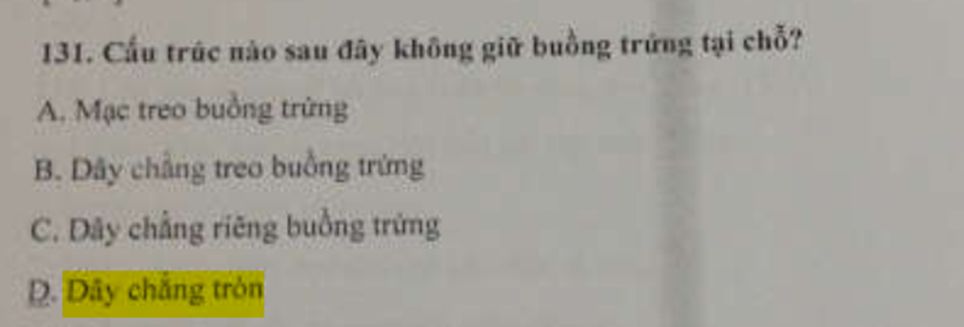 131. Cấu trúc nào sau đây không giữ buồng trứng tại chỗ?
A. Mạc treo buồng trứng
B. Dây chằng treo buồng trứng
C. Dây chằng riêng buồng trứng
D. Dây chằng tròn